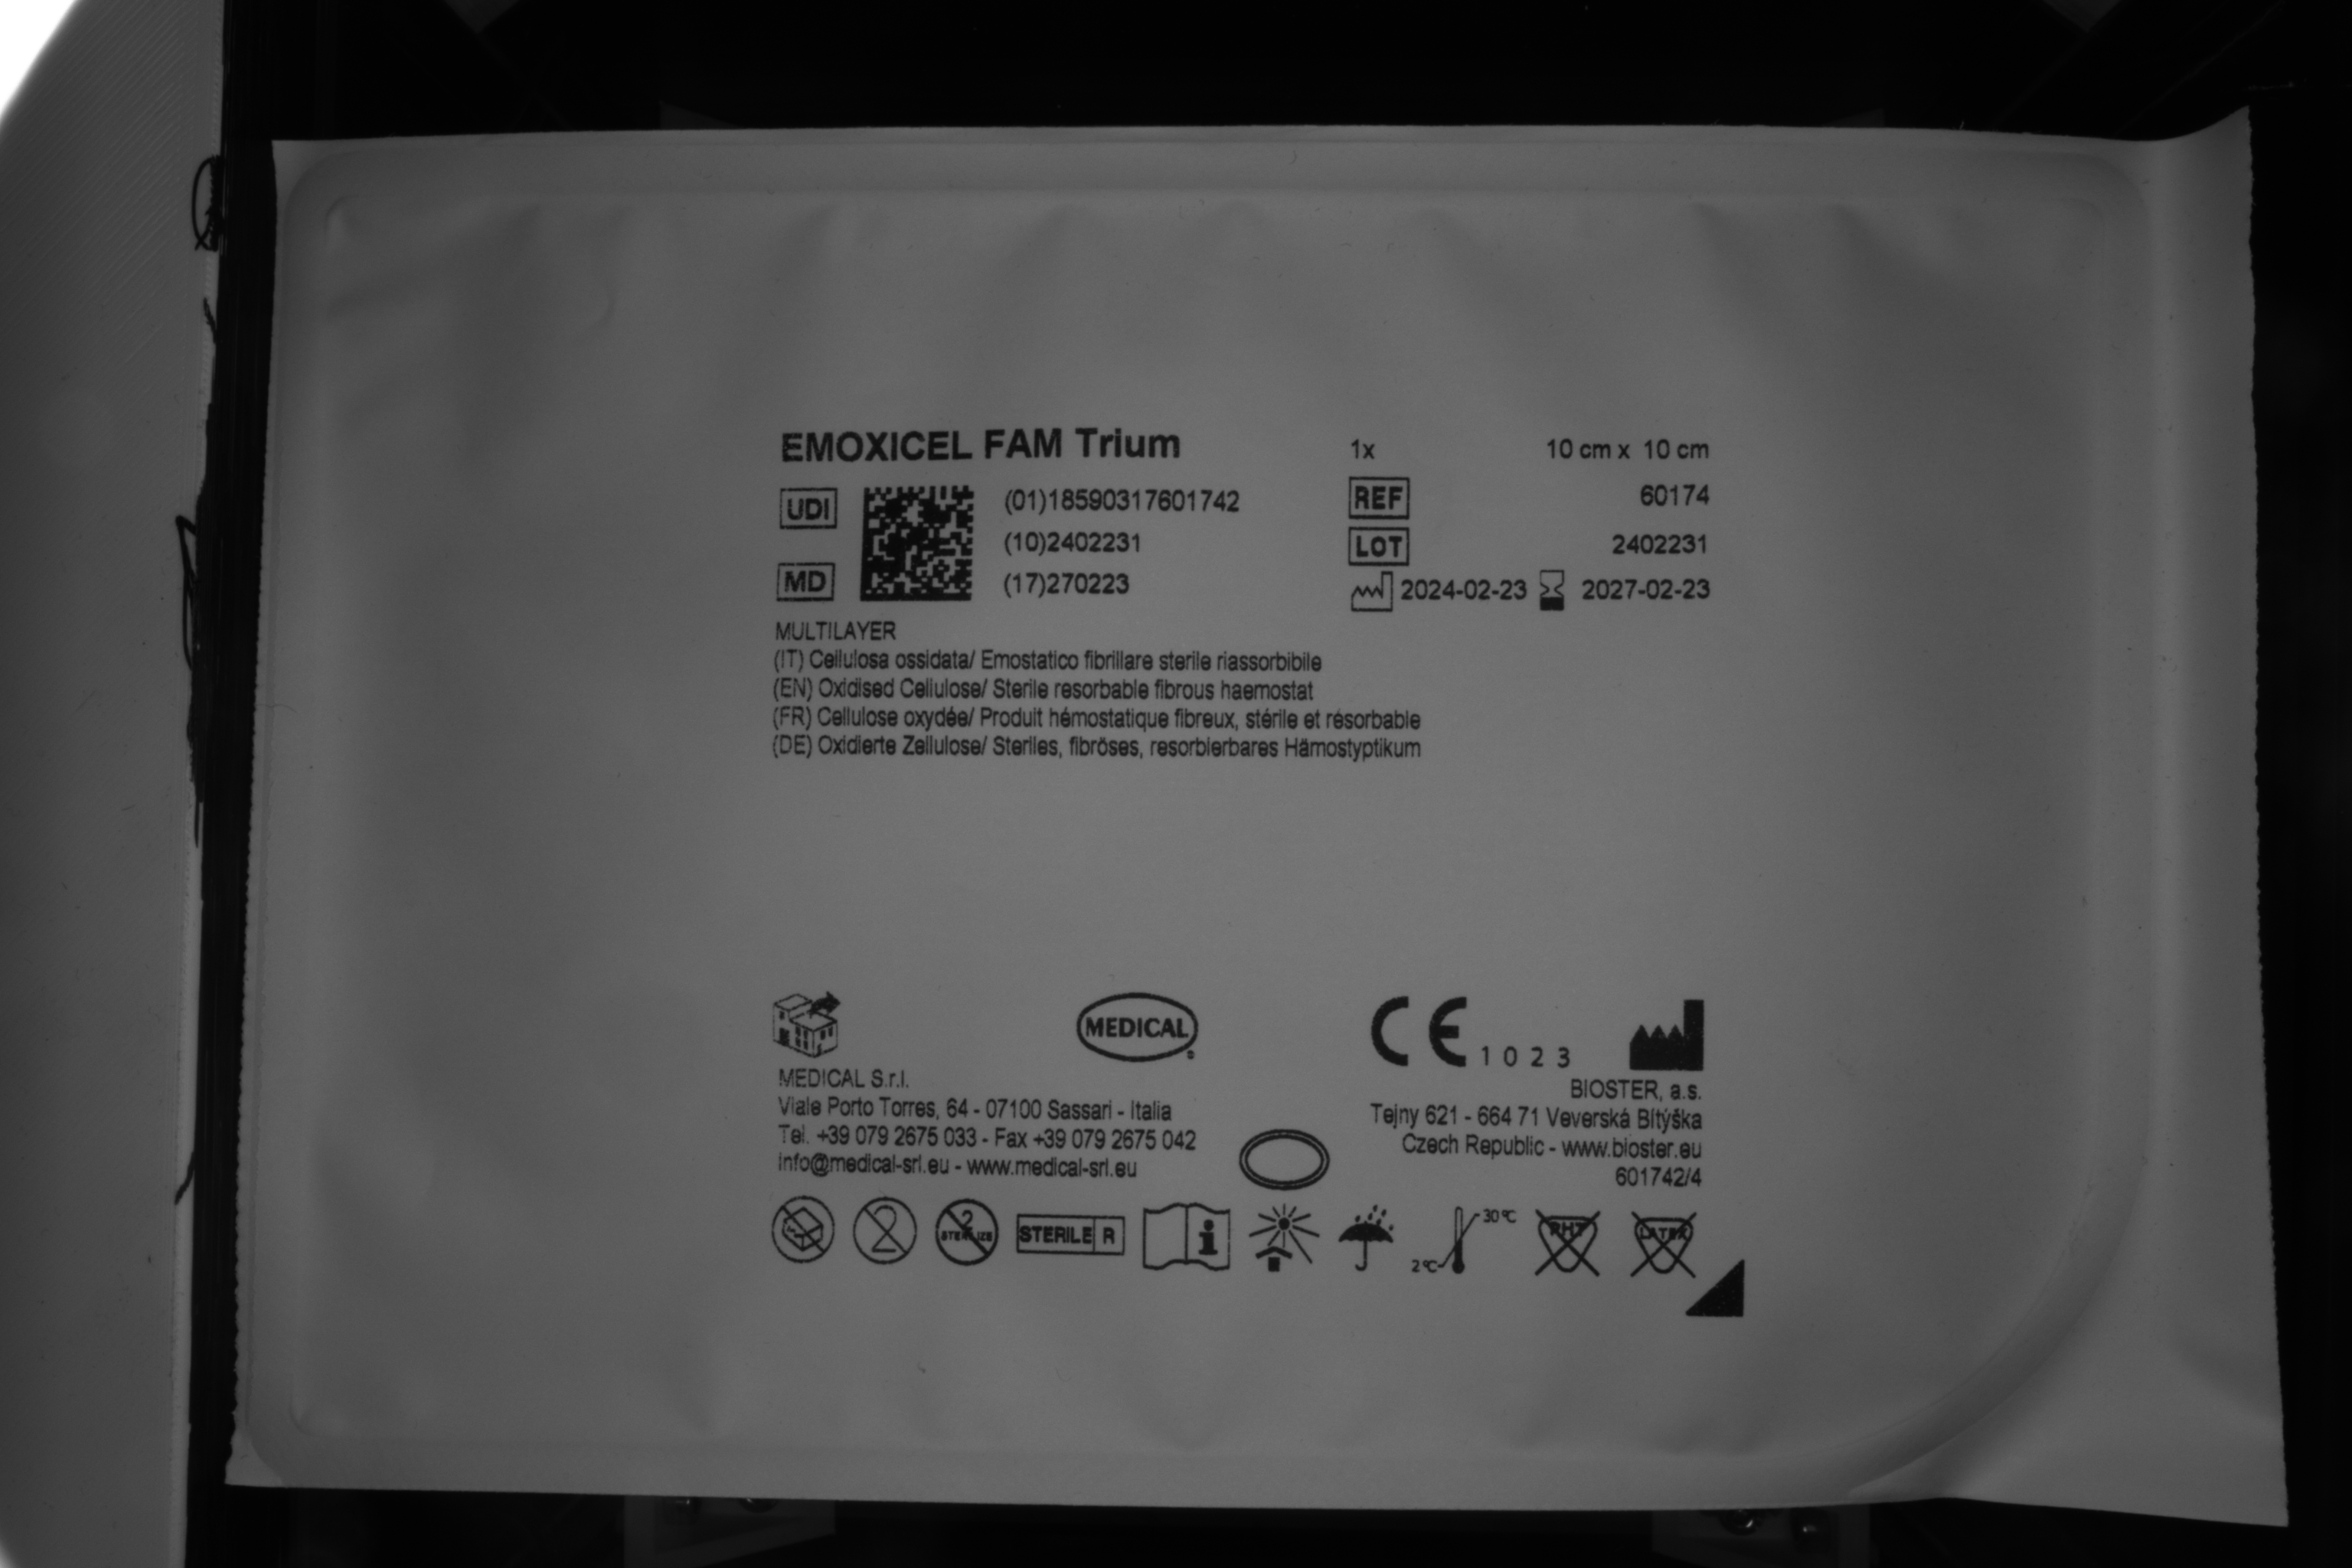 EMOXICEL FAM Trium
1x 10 cm x 10 cm
UDI
(01)18590317601742
(10)2402231
(17)270223
MD
REF 60174
LOT 2402231
2024-02-23 2027-02-23
MULTILAYER
(IT) Cellulosa ossidata/ Emostatico fibrillare sterile riassorbibile
(EN) Oxidised Cellulose/ Sterile resorbable fibrous haemostat
(FR) Cellulose oxydée/ Produit hémostatique fibreux, stérile et résorbable
(DE) Oxidierte Zellulose/ Steriles, fibröses, resorbierbares Hämostyptikum
MEDICAL
CE 1023
MEDICAL S.r.l.
Viale Porto Torres, 64 - 07100 Sassari - Italia
Tel. +39 079 2675 033 - Fax +39 079 2675 042
info@medical-srl.eu - www.medical-srl.eu
BIOSTER, a.s.
Tejny 621 - 664 71 Veverská Bítýška
Czech Republic - www.bioster.eu
601742/4
2
2 STERILIZE
STERILE R
i
2°C 30°C
PHT
LATEX